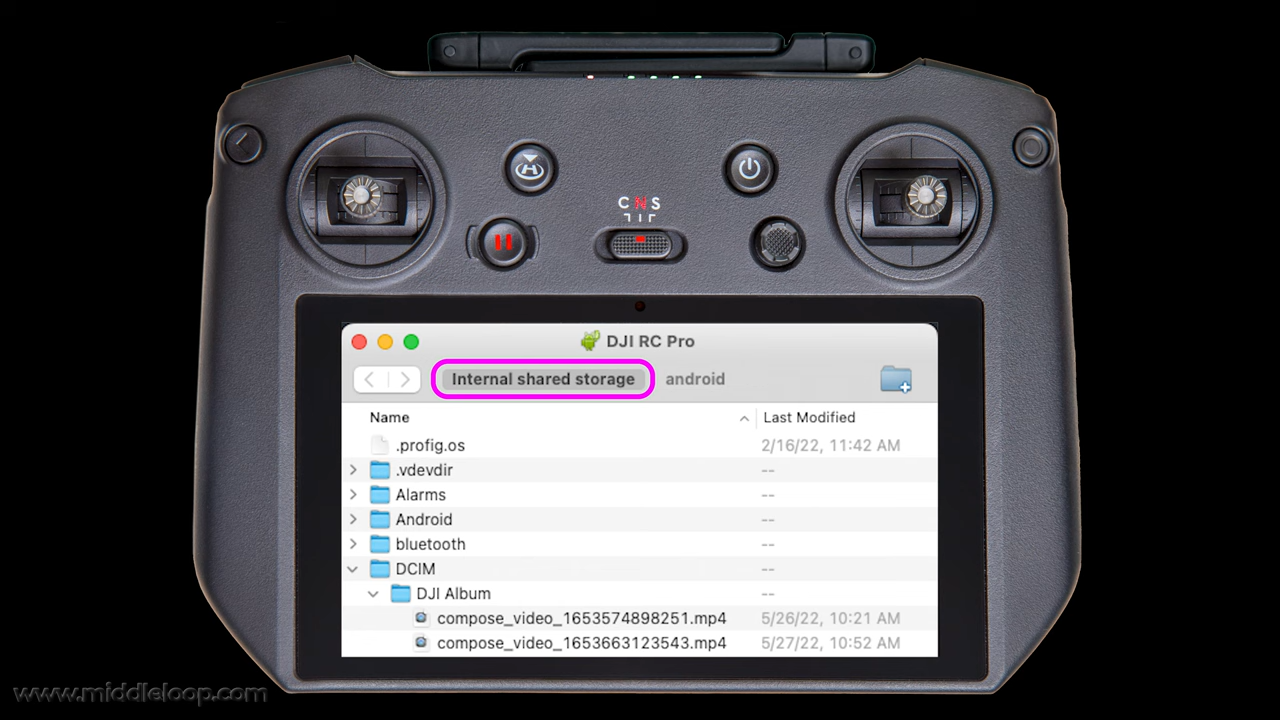 H
C N S
DJI RC Pro
Internal shared storage android
Name Last Modified
.profig.os 2/16/22, 11:42 AM
.vdevdir --
Alarms --
Android --
bluetooth --
DCIM --
DJI Album --
compose_video_1653574898251.mp4 5/26/22, 10:21 AM
compose_video_1653663123543.mp4 5/27/22, 10:52 AM
www.middleloop.com